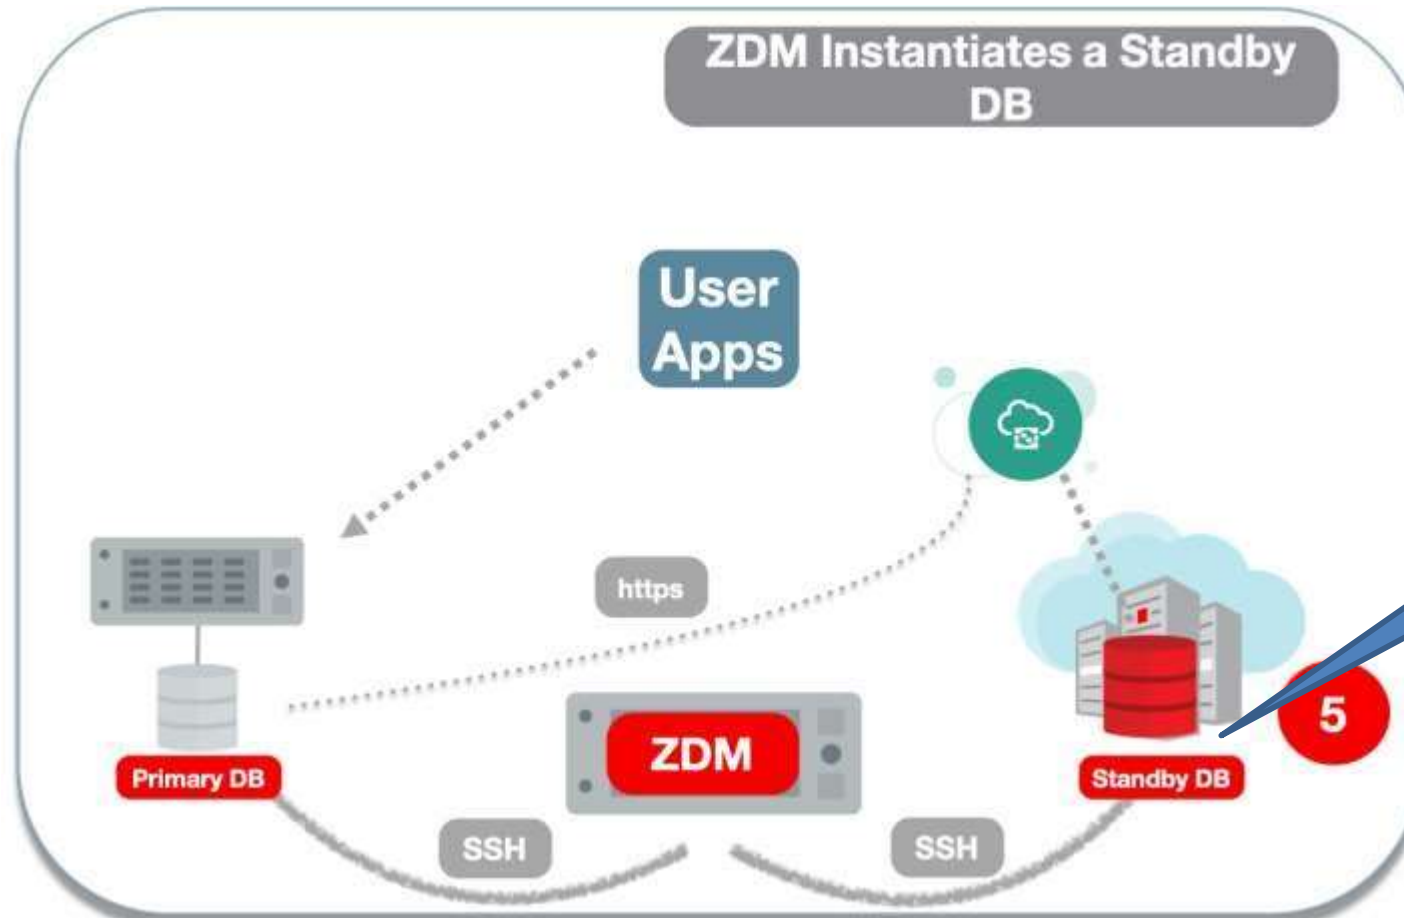 ZDM Instantiates a Standby
DB
User
Apps
https
ZDM
5
Primary DB
Standby DB
SSH
SSH